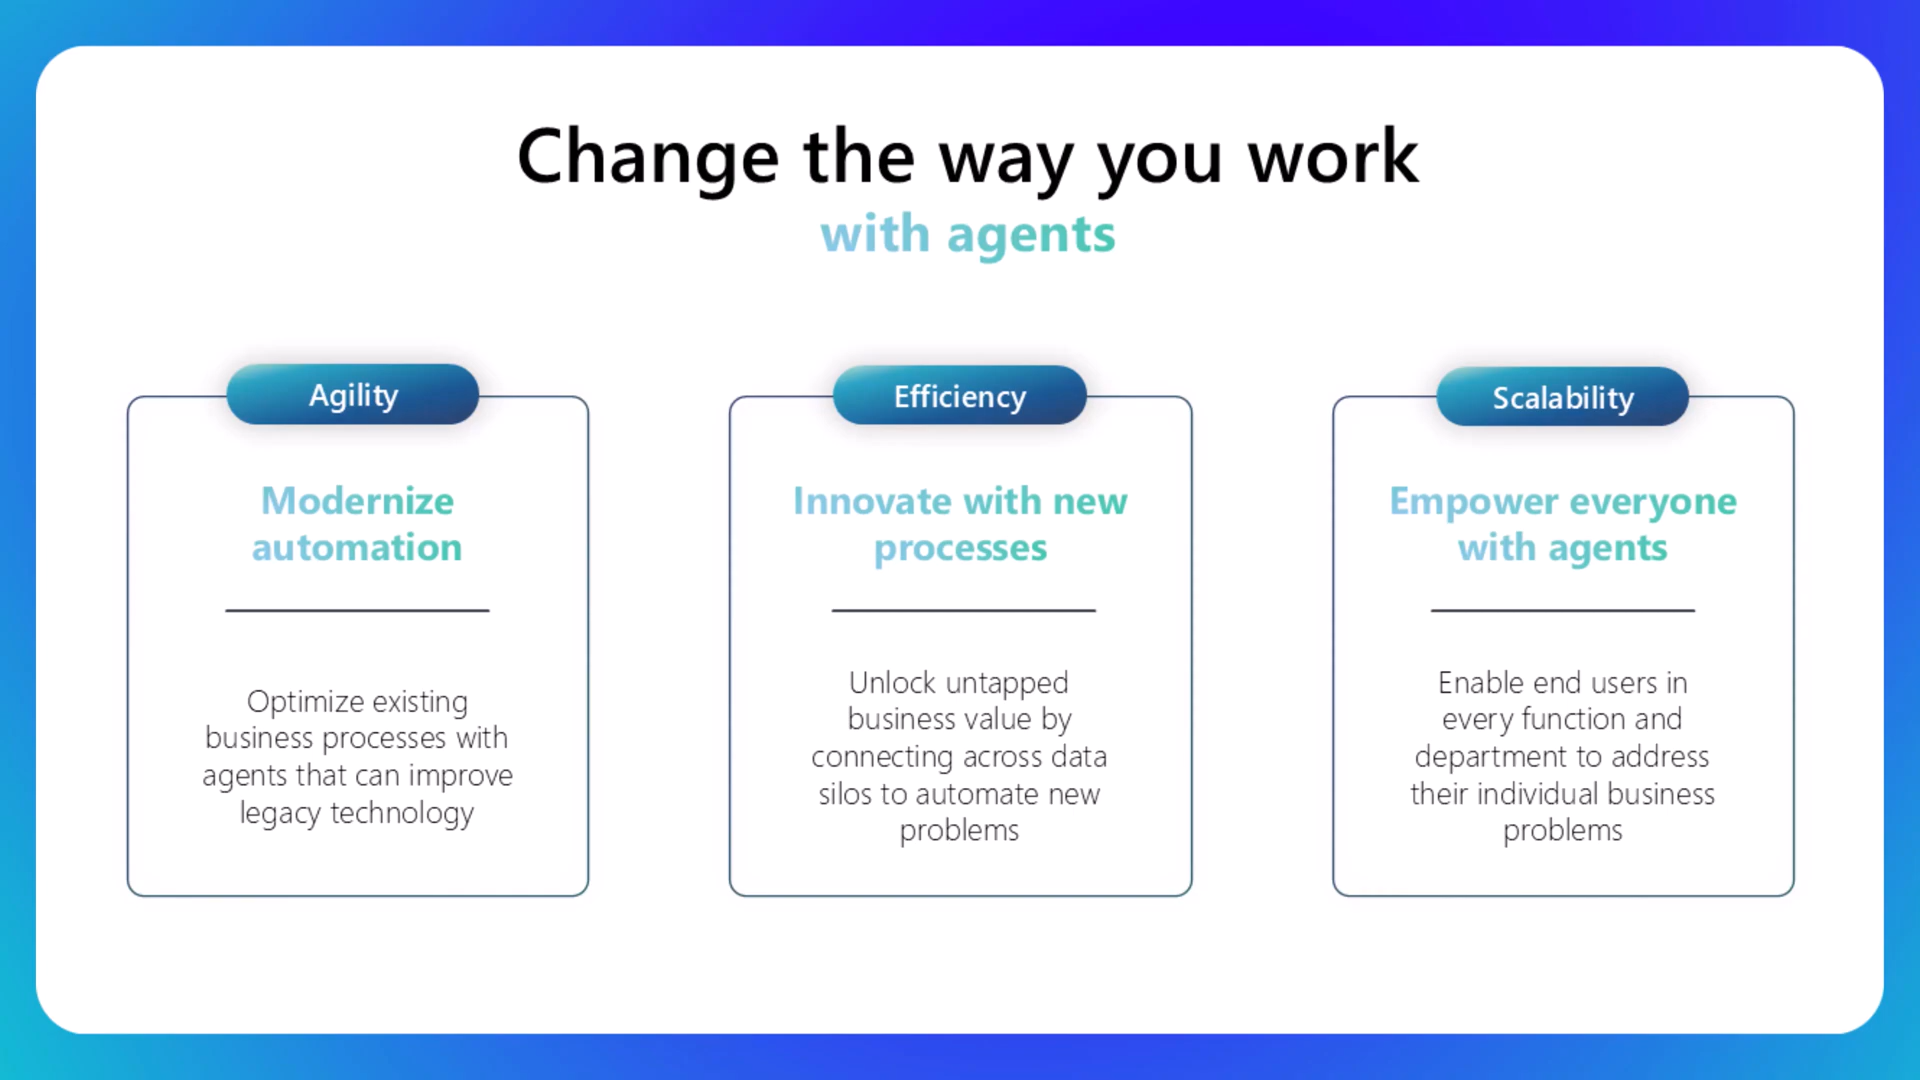 Change the way you work
with agents
Agility
Modernize
automation
Optimize existing
business processes with
agents that can improve
legacy technology
Efficiency
Innovate with new
processes
Unlock untapped
business value by
connecting across data
silos to automate new
problems
Scalability
Empower everyone
with agents
Enable end users in
every function and
department to address
their individual business
problems